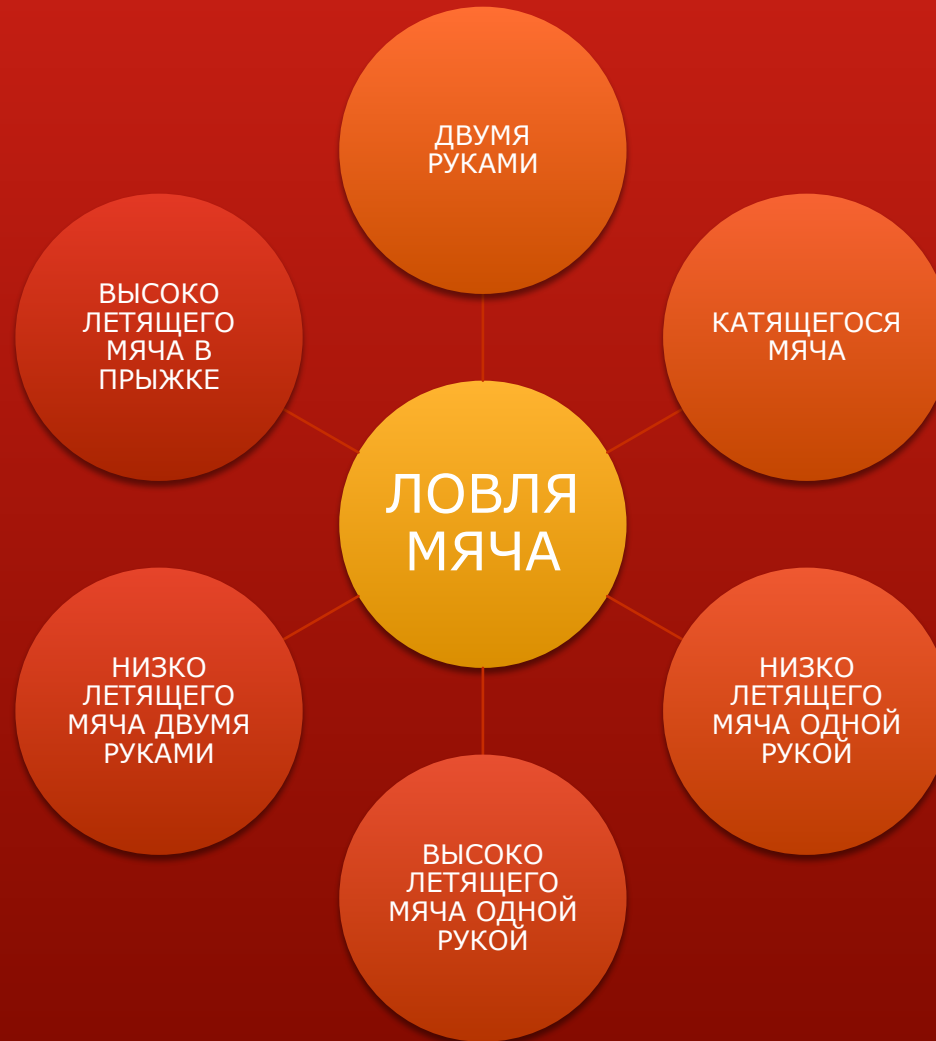 ДВУМЯ
РУКАМИ
ВЫСОКО
ЛЕТЯЩЕГО
МЯЧА В
ПРЫЖКЕ
КАТЯЩЕГОСЯ
МЯЧА
ЛОВЛЯ
МЯЧА
НИЗКО
ЛЕТЯЩЕГО
МЯЧА ДВУМЯ
РУКАМИ
НИЗКО
ЛЕТЯЩЕГО
МЯЧА ОДНОЙ
РУКОЙ
ВЫСОКО
ЛЕТЯЩЕГО
МЯЧА ОДНОЙ
РУКОЙ